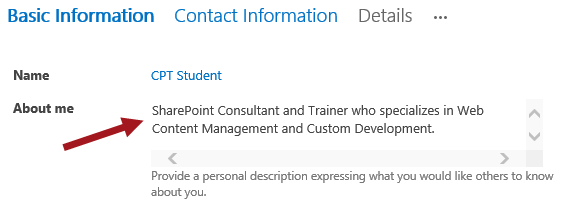 Basic Information Contact Information Details ...
Name CPT Student
About me SharePoint Consultant and Trainer who specializes in Web
Content Management and Custom Development.
Provide a personal description expressing what you would like others to know
about you.